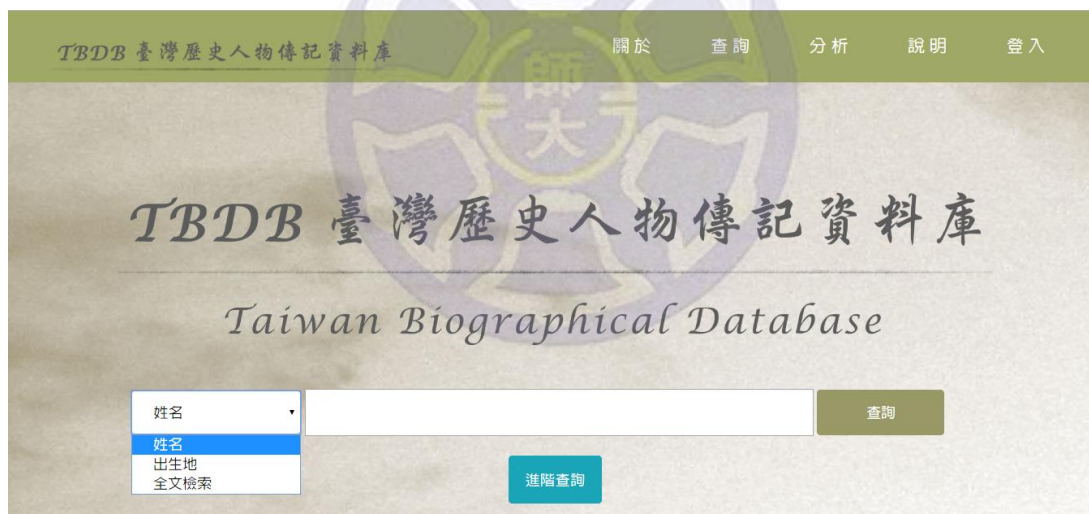 TBDB 臺灣歷史人物傳記資料庫 關於 查詢 分析 說明 登入
師大
TBDB 臺灣歷史人物傳記資料庫
Taiwan Biographical Database
姓名 查詢
姓名
出生地
全文檢索
進階查詢